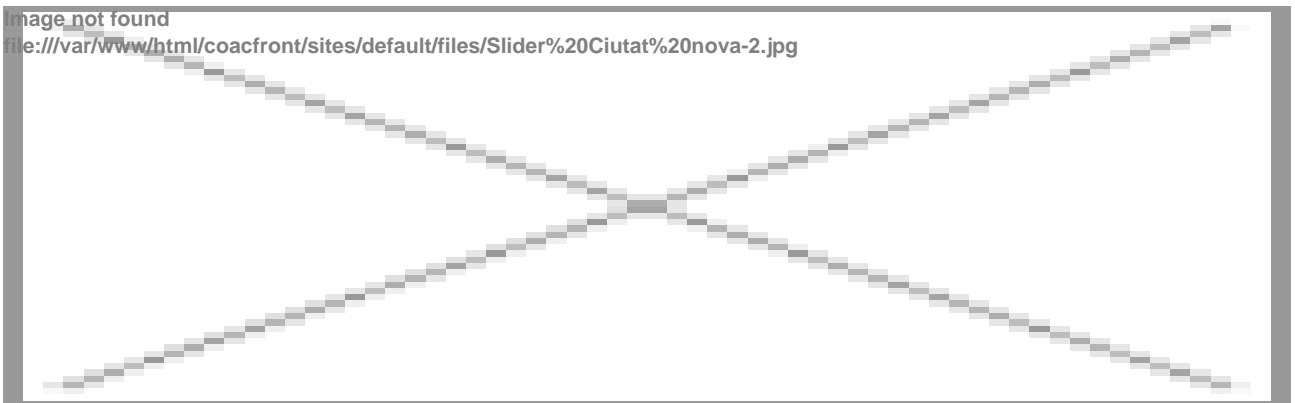 Image not found
file:///var/www/html/coacfront/sites/default/files/Slider%20Ciutat%20nova-2.jpg